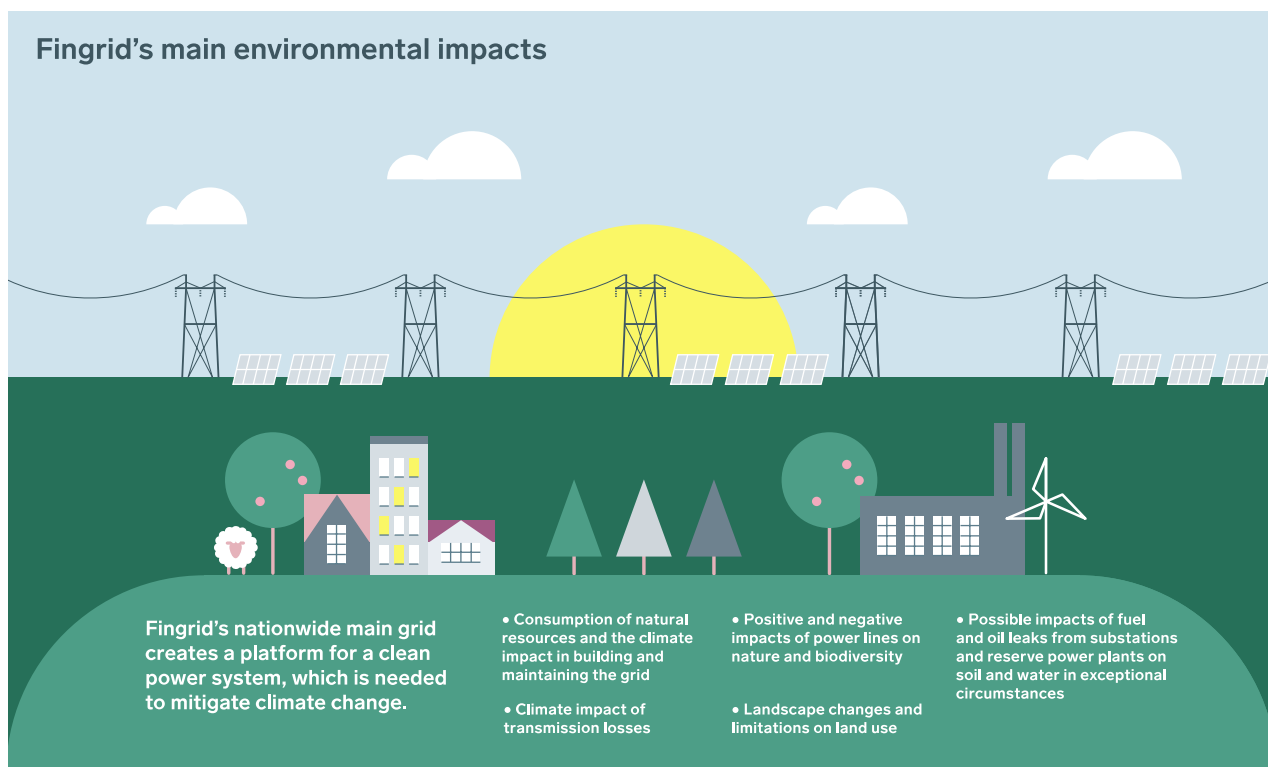 Fingrid’s main environmental impacts
Fingrid’s nationwide main grid
creates a platform for a clean
power system, which is needed
to mitigate climate change.
• Consumption of natural
resources and the climate
impact in building and
maintaining the grid
• Climate impact of
transmission losses
• Positive and negative
impacts of power lines on
nature and biodiversity
• Landscape changes and
limitations on land use
• Possible impacts of fuel
and oil leaks from substations
and reserve power plants on
soil and water in exceptional
circumstances